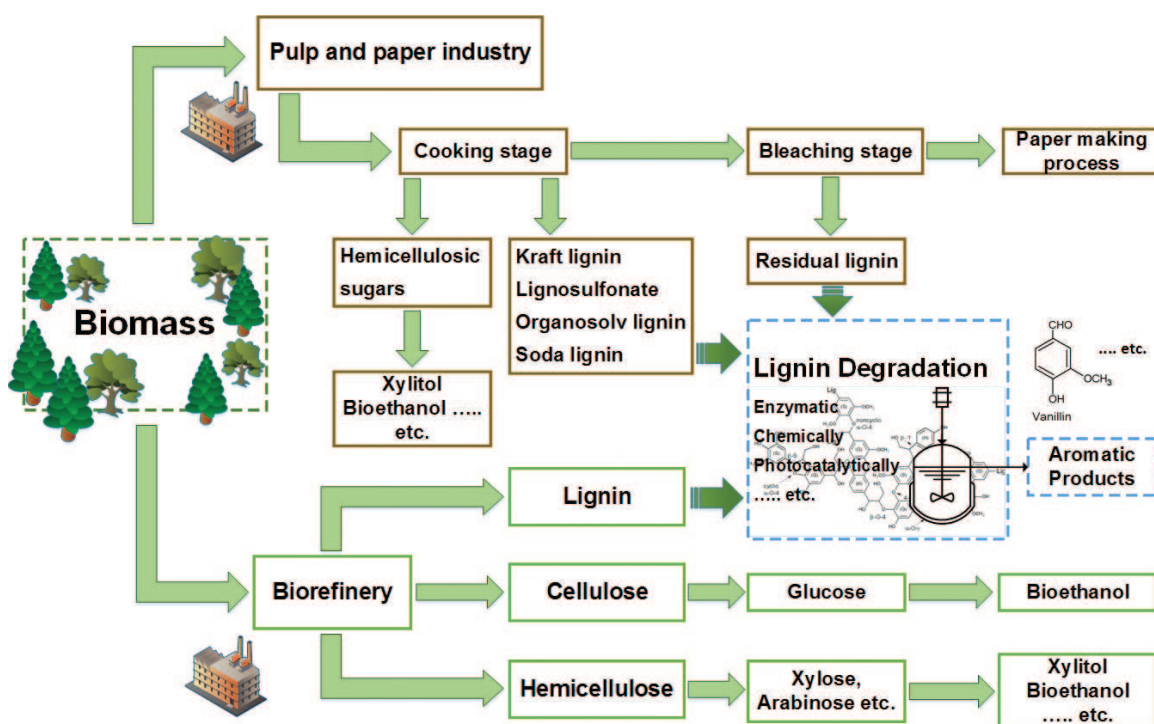 Pulp and paper industry
Cooking stage
Bleaching stage
Paper making
process
Hemicellulosic
sugars
Kraft lignin
Lignosulfonate
Organosolv lignin
Soda lignin
Residual lignin
Biomass
Xylitol
Bioethanol .....
etc.
Lignin Degradation
Enzymatic
Chemically
Photocatalytically
..... etc.
CHO
.... etc.
OCH3
OH
Vanillin
Aromatic
Products
Lignin
Biorefinery
Cellulose
Glucose
Bioethanol
Hemicellulose
Xylose,
Arabinose etc.
Xylitol
Bioethanol
..... etc.